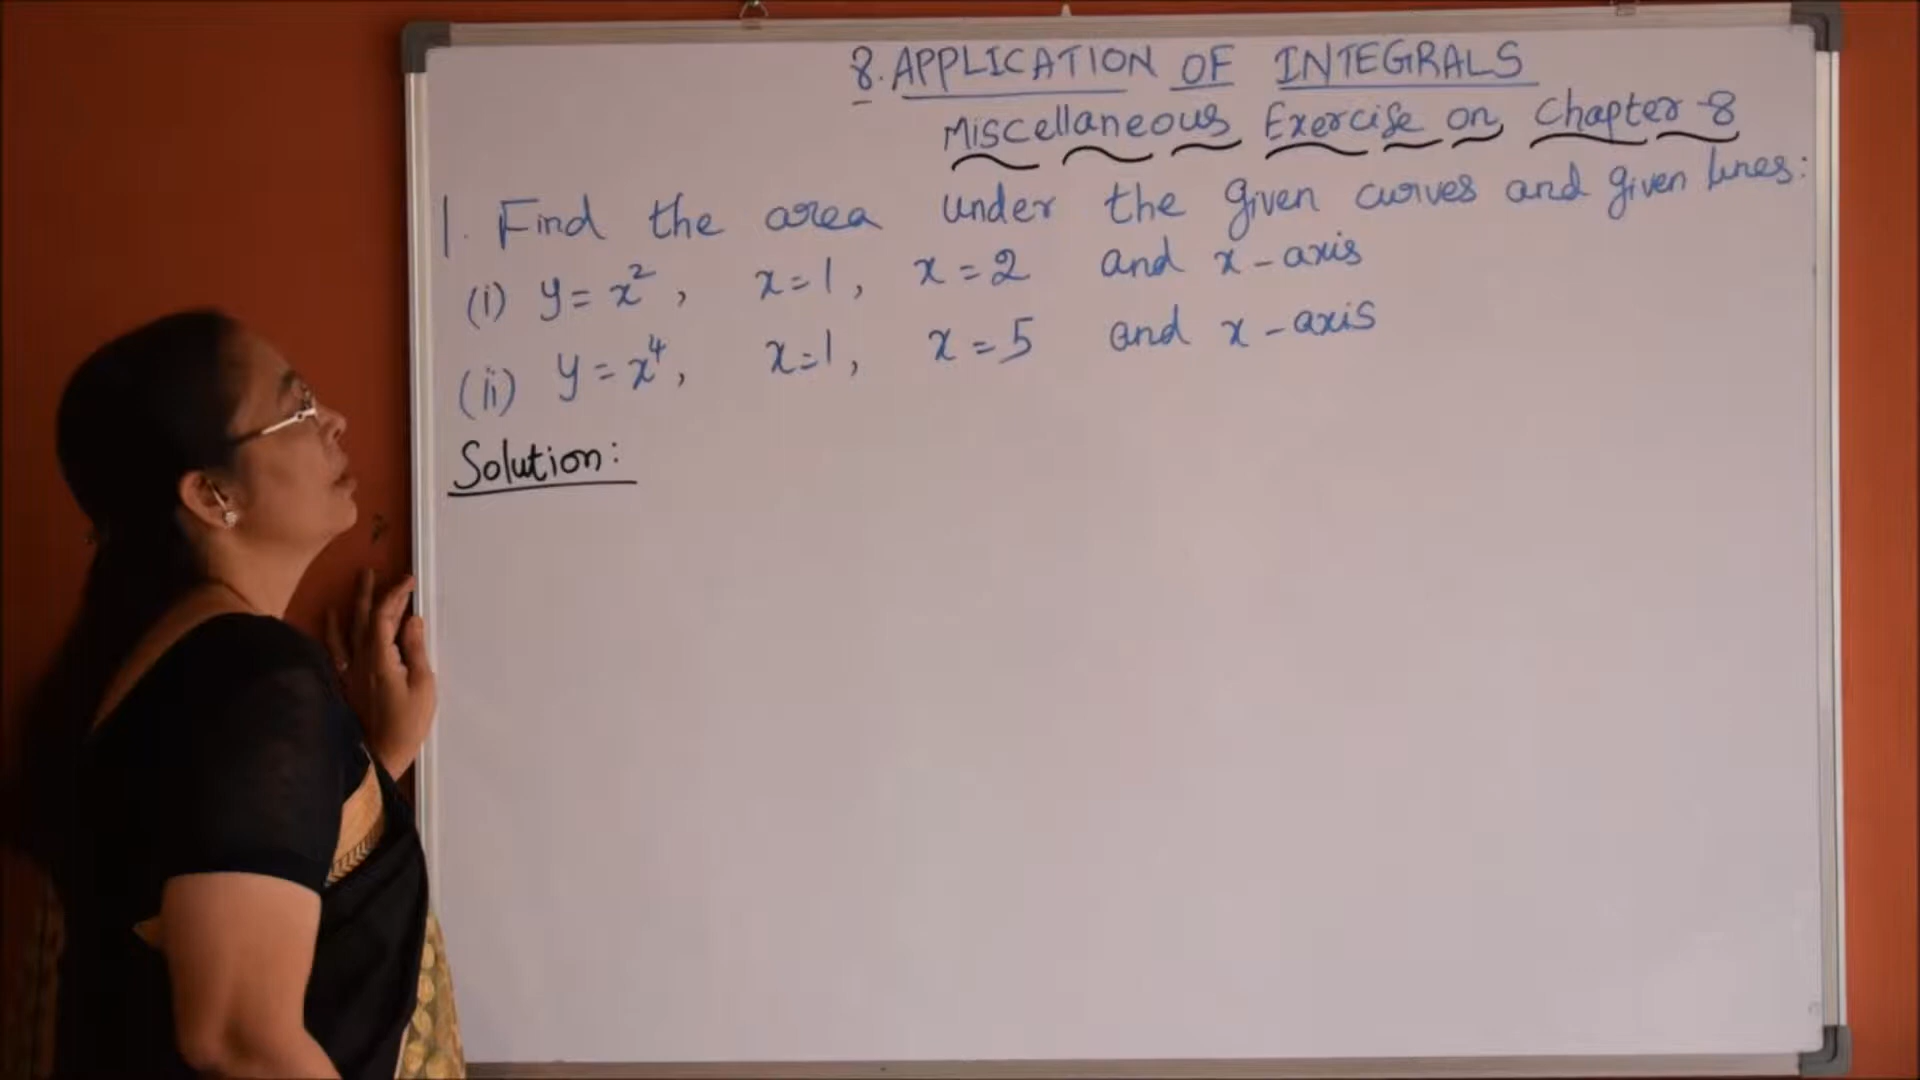 8. APPLICATION OF INTEGRALS
Miscellaneous Exercise on Chapter-8
1. Find the area under the given curves and given lines:
(i) y = x², x=1, x=2 and x-axis
(ii) y = x⁴, x=1, x=5 and x-axis
Solution: